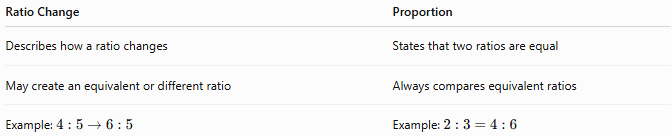 Ratio Change Proportion
Describes how a ratio changes States that two ratios are equal
May create an equivalent or different ratio Always compares equivalent ratios
Example: 4 : 5 → 6 : 5 Example: 2 : 3 = 4 : 6